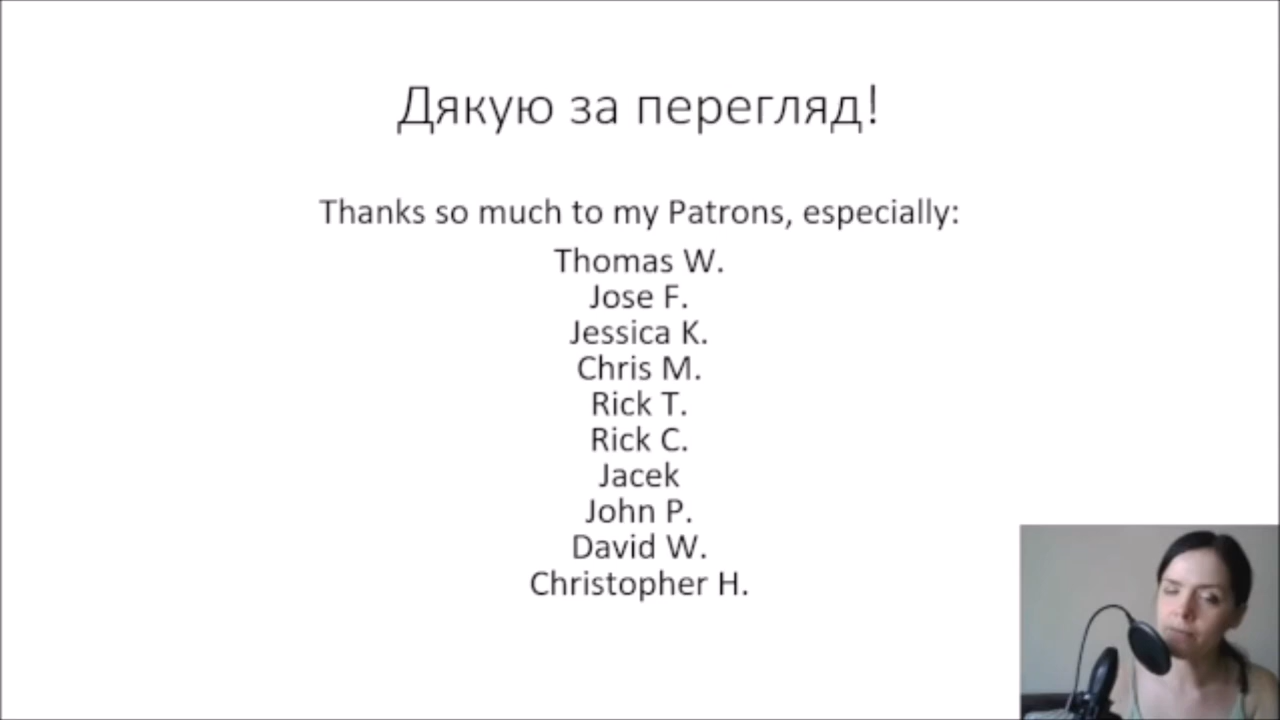 Дякую за перегляд!
Thanks so much to my Patrons, especially:
Thomas W.
Jose F.
Jessica K.
Chris M.
Rick T.
Rick C.
Jacek
John P.
David W.
Christopher H.